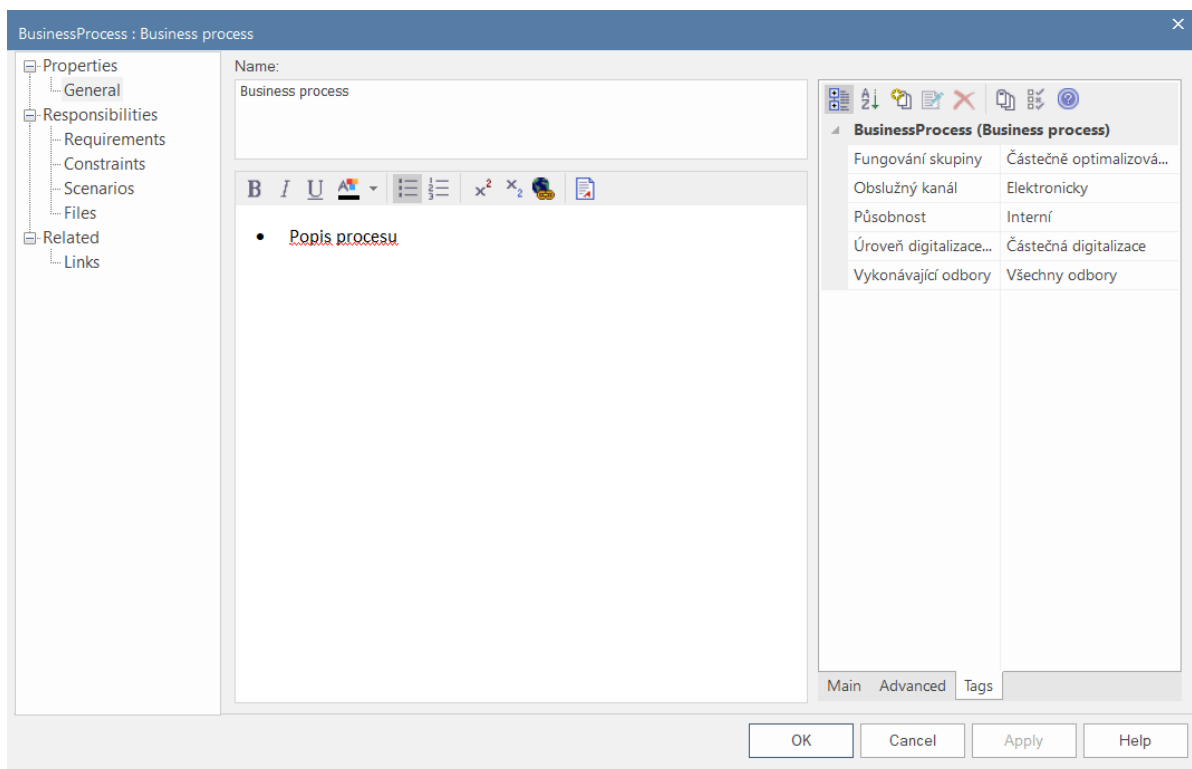 BusinessProcess : Business process
Properties
General
Responsibilities
Requirements
Constraints
Scenarios
Files
Related
Links
Name:
Business process
B I U x² x₂
• Popis procesu
BusinessProcess (Business process)
Fungování skupiny Částečně optimalizová...
Obslužný kanál Elektronicky
Působnost Interní
Úroveň digitalizace... Částečná digitalizace
Vykonávající odbory Všechny odbory
Main Advanced Tags
OK Cancel Apply Help